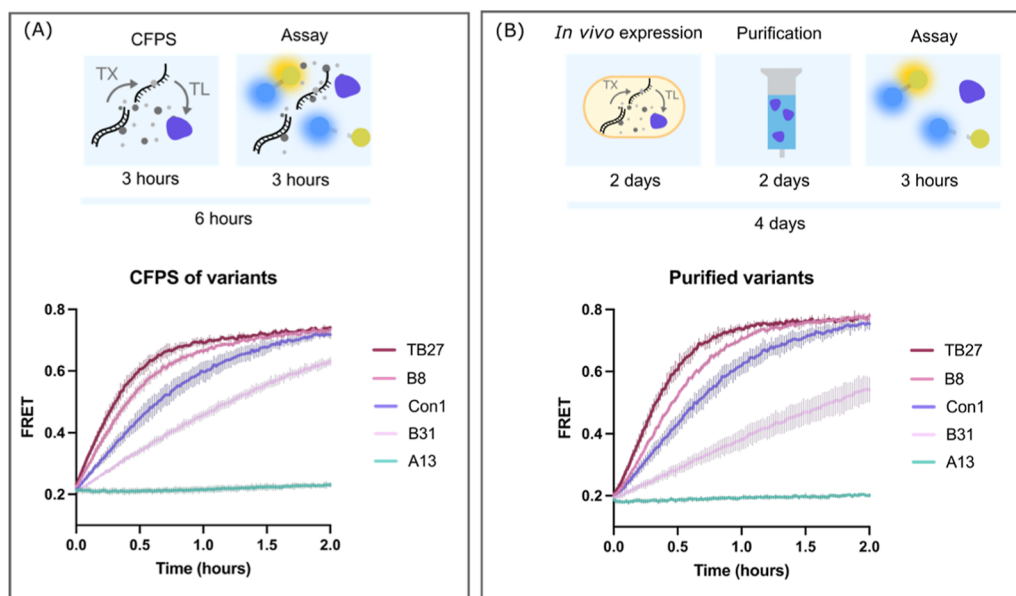 (A)
CFPS
Assay
TX
TL
3 hours
3 hours
6 hours
CFPS of variants
FRET
0.8
0.6
0.4
0.2
0.0
0.5
1.0
1.5
2.0
Time (hours)
TB27
B8
Con1
B31
A13
(B)
In vivo expression
Purification
Assay
TX
TL
2 days
2 days
3 hours
4 days
Purified variants
FRET
0.8
0.6
0.4
0.2
0.0
0.5
1.0
1.5
2.0
Time (hours)
TB27
B8
Con1
B31
A13